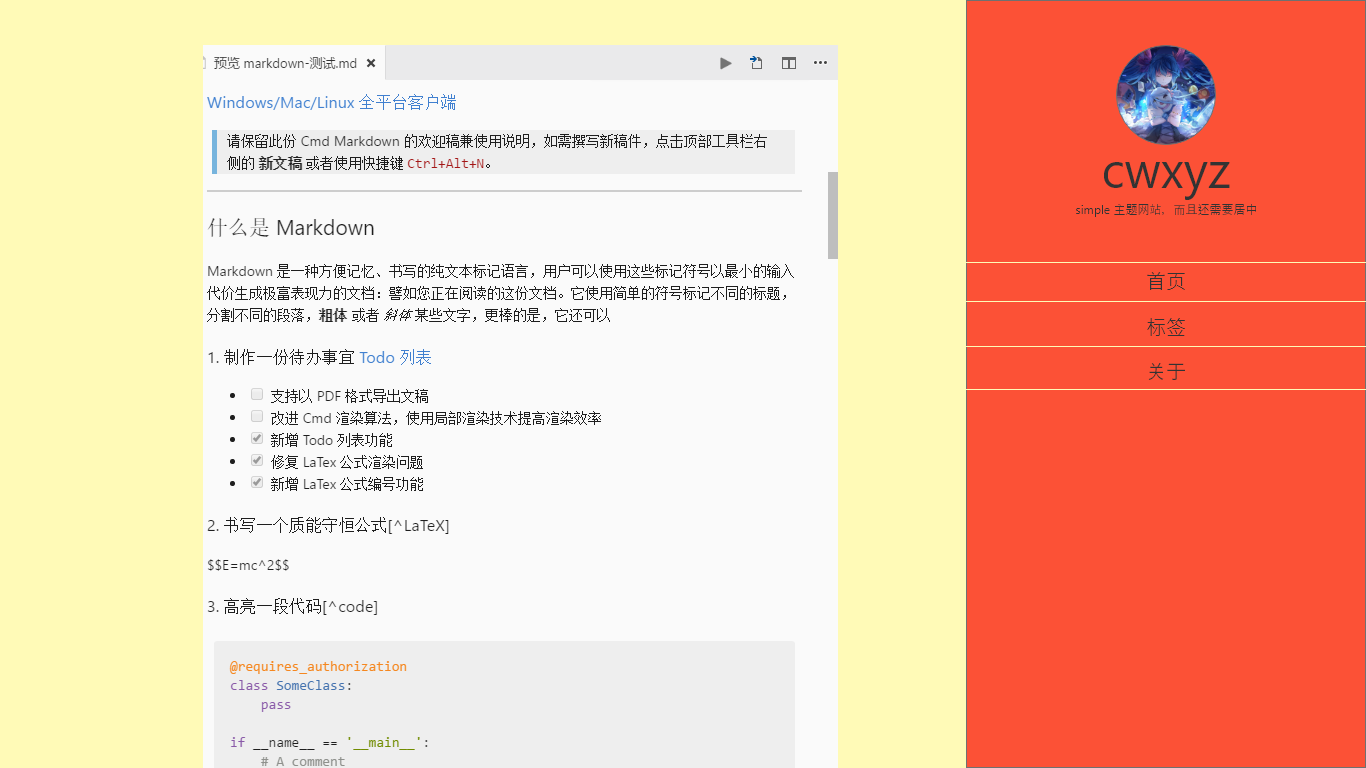 预览 markdown-测试.md
Windows/Mac/Linux 全平台客户端
请保留此份 Cmd Markdown 的欢迎稿兼使用说明，如需撰写新稿件，点击顶部工具栏右
侧的 新文稿 或者使用快捷键 Ctrl+Alt+N。
什么是 Markdown
Markdown 是一种方便记忆、书写的纯文本标记语言，用户可以使用这些标记符号以最小的输入
代价生成极富表现力的文档：譬如您正在阅读的这份文档。它使用简单的符号标记不同的标题，
分割不同的段落，粗体 或者 斜体 某些文字，更棒的是，它还可以
1. 制作一份待办事宜 Todo 列表
支持以 PDF 格式导出文稿
改进 Cmd 渲染算法，使用局部渲染技术提高渲染效率
新增 Todo 列表功能
修复 LaTex 公式渲染问题
新增 LaTex 公式编号功能
2. 书写一个质能守恒公式[^LaTeX]
$$E=mc^2$$
3. 高亮一段代码[^code]
@requires_authorization
class SomeClass:
    pass
if __name__ == '__main__':
    # A comment
cwxyz
simple 主题网站，而且还需要居中
首页
标签
关于